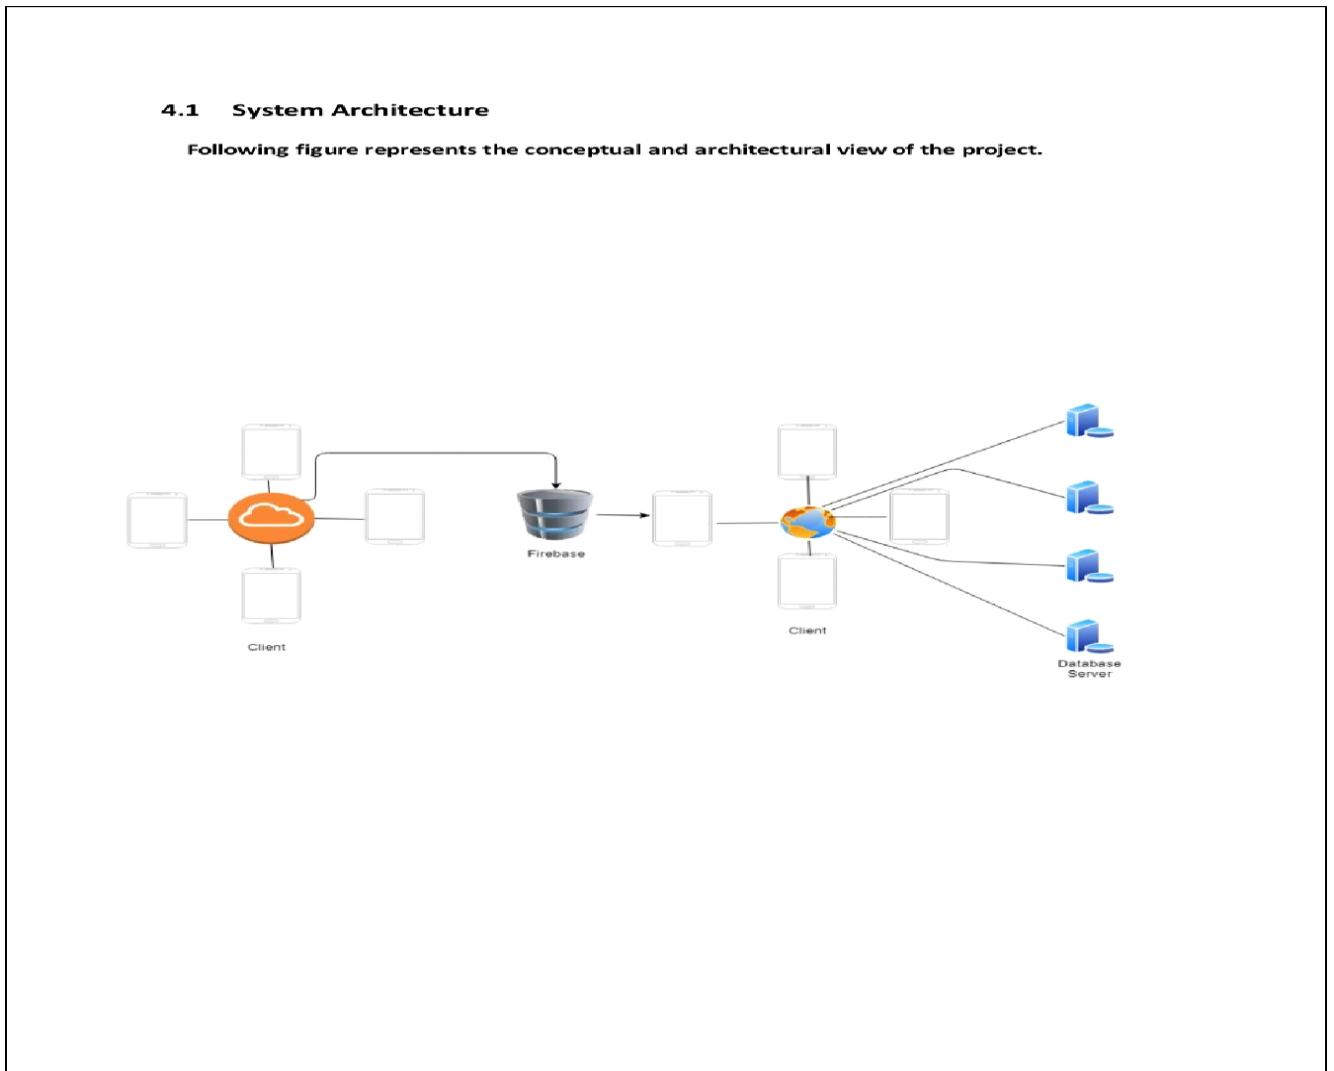 4.1 System Architecture
Following figure represents the conceptual and architectural view of the project.
Firebase
Client
Client
Database
Server